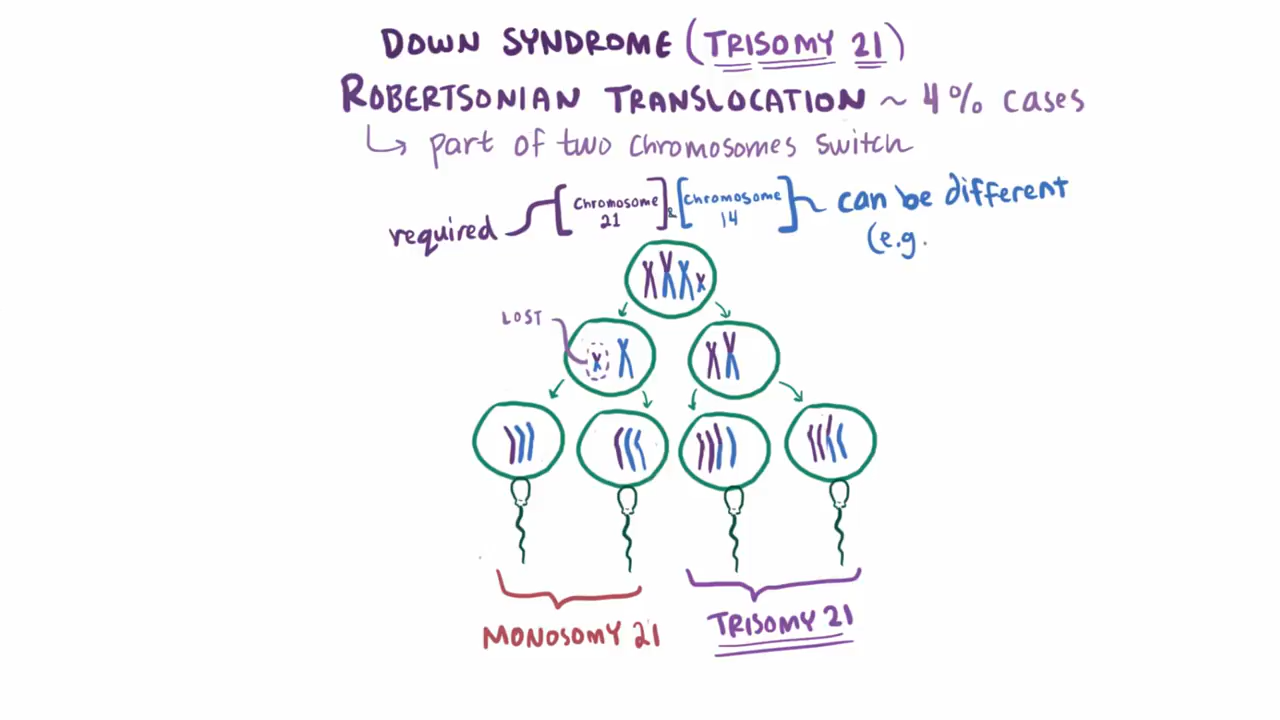 DOWN SYNDROME (TRISOMY 21)
ROBERTSONIAN TRANSLOCATION ~ 4% cases
part of two chromosomes switch
required [Chromosome 21] & [Chromosome 14] can be different
(e.g.
LOST
MONOSOMY 21
TRISOMY 21